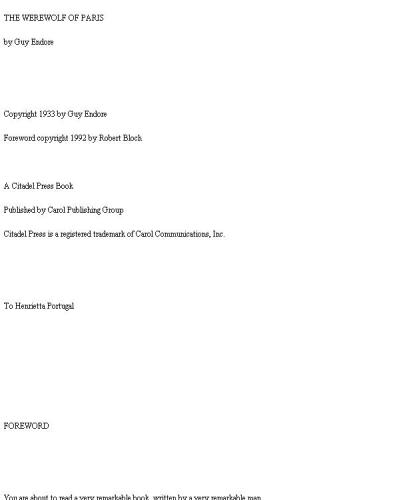 THE WEREWOLF OF PARIS
by Guy Endore
Copyright 1933 by Guy Endore
Foreword copyright 1992 by Robert Bloch
A Citadel Press Book
Published by Carol Publishing Group
Citadel Press is a registered trademark of Carol Communications, Inc.
To Henrietta Portugal
FOREWORD
You are about to read a very remarkable book, written by a very remarkable man.